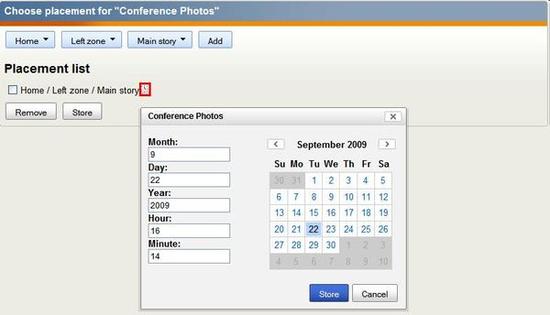 Choose placement for "Conference Photos"
Home Left zone Main story Add
Placement list
Home / Left zone / Main story
Remove Store
Conference Photos
Month:
9
Day:
22
Year:
2009
Hour:
16
Minute:
14
September 2009
Su Mo Tu We Th Fr Sa
30 31 1 2 3 4 5
6 7 8 9 10 11 12
13 14 15 16 17 18 19
20 21 22 23 24 25 26
27 28 29 30 1 2 3
4 5 6 7 8 9 10
Store Cancel